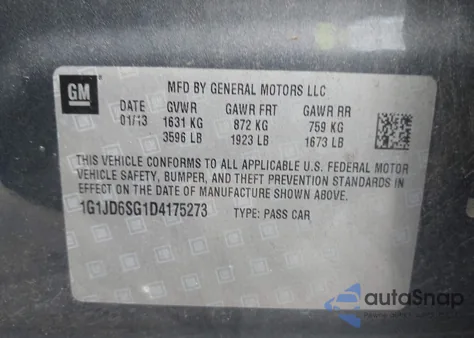 GM
MFD BY GENERAL MOTORS LLC
DATE GVWR GAWR FRT GAWR RR
01/13 1631 KG 872 KG 759 KG
3596 LB 1923 LB 1673 LB
THIS VEHICLE CONFORMS TO ALL APPLICABLE U.S. FEDERAL MOTOR
VEHICLE SAFETY, BUMPER, AND THEFT PREVENTION STANDARDS IN
EFFECT ON THE DATE OF MANUFACTURE SHOWN ABOVE.
1G1JD6SG1D4175273 TYPE: PASS CAR
autoSnap